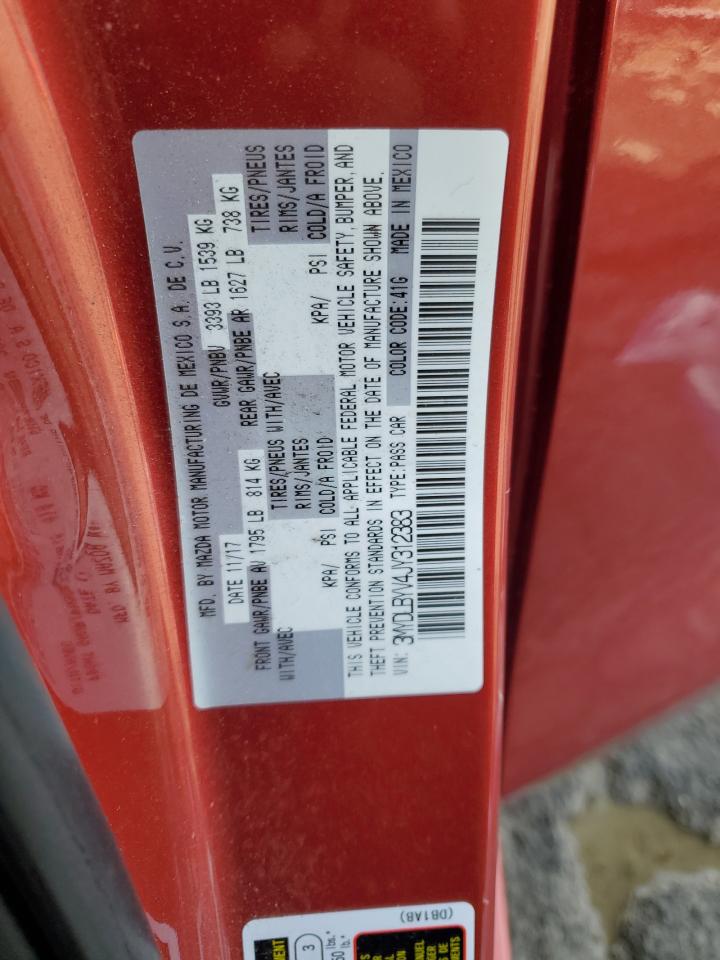 MFD. BY MAZDA MOTOR MANUFACTURING DE MEXICO S.A. DE C.V.
DATE 11/17 GVWR/PNBV 3393 LB 1539 KG
FRONT GAWR/PNBE AV 1795 LB 814 KG REAR GAWR/PNBE AR 1627 LB 738 KG
WITH/AVEC TIRES/PNEUS WITH/AVEC TIRES/PNEUS
RIMS/JANTES RIMS/JANTES
KPA/ PSI COLD/A FROID KPA/ PSI COLD/A FROID
THIS VEHICLE CONFORMS TO ALL APPLICABLE FEDERAL MOTOR VEHICLE SAFETY, BUMPER, AND
THEFT PREVENTION STANDARDS IN EFFECT ON THE DATE OF MANUFACTURE SHOWN ABOVE.
VIN: 3MYDLBYV4JY312383 TYPE: PASS CAR COLOR CODE: 41G MADE IN MEXICO
(DB1AB)
3